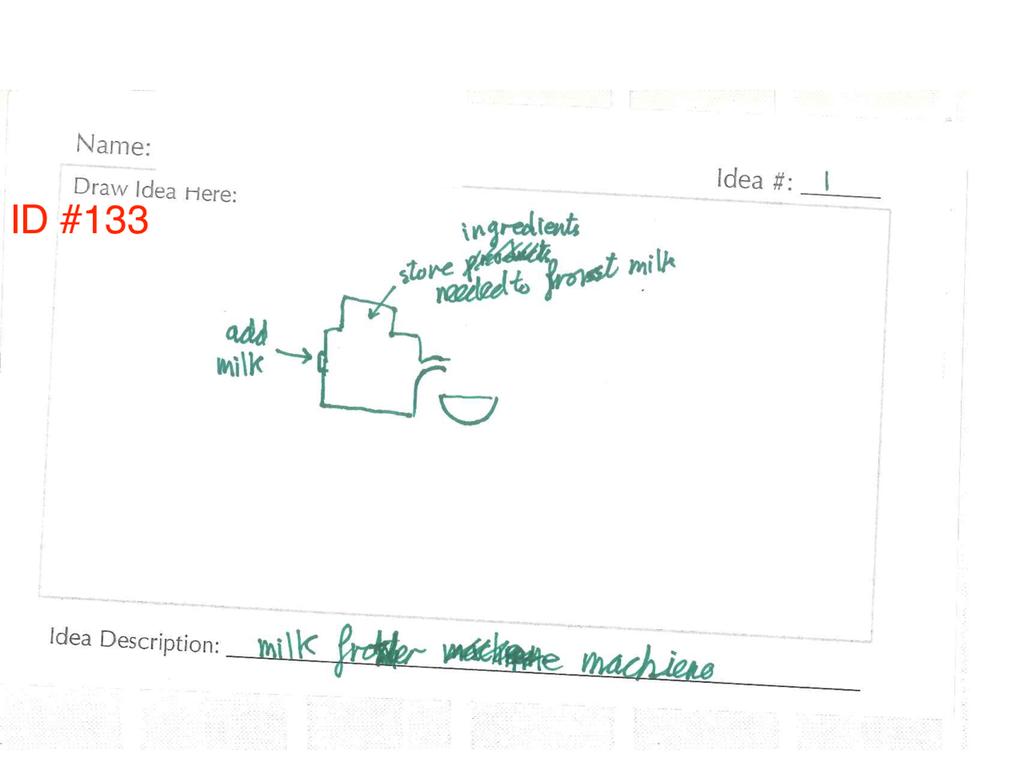 Name:
Idea #: 1
Draw Idea Here:
ID #133
ingredients
store products
needed to fronst milk
add
milk
Idea Description: milk frother machine machiene